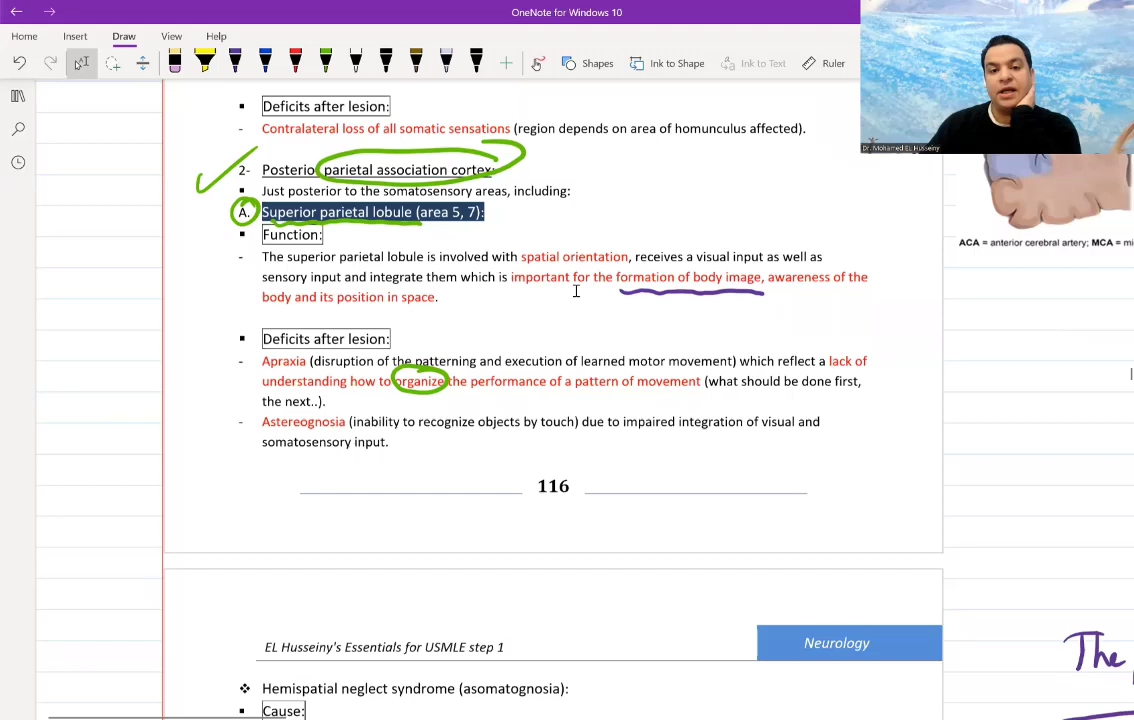 OneNote for Windows 10
Home Insert Draw View Help
Shapes Ink to Shape Ink to Text Ruler
Dr. Mohamed EL Husseiny
▪ Deficits after lesion:
- Contralateral loss of all somatic sensations (region depends on area of homunculus affected).
2- Posterior parietal association cortex:
▪ Just posterior to the somatosensory areas, including:
A. Superior parietal lobule (area 5, 7):
▪ Function:
- The superior parietal lobule is involved with spatial orientation, receives a visual input as well as
sensory input and integrate them which is important for the formation of body image, awareness of the
body and its position in space.
▪ Deficits after lesion:
- Apraxia (disruption of the patterning and execution of learned motor movement) which reflect a lack of
understanding how to organize the performance of a pattern of movement (what should be done first,
the next..).
- Astereognosia (inability to recognize objects by touch) due to impaired integration of visual and
somatosensory input.
116
ACA = anterior cerebral artery; MCA = mi
EL Husseiny's Essentials for USMLE step 1
Neurology
The
❖ Hemispatial neglect syndrome (asomatognosia):
▪ Cause: